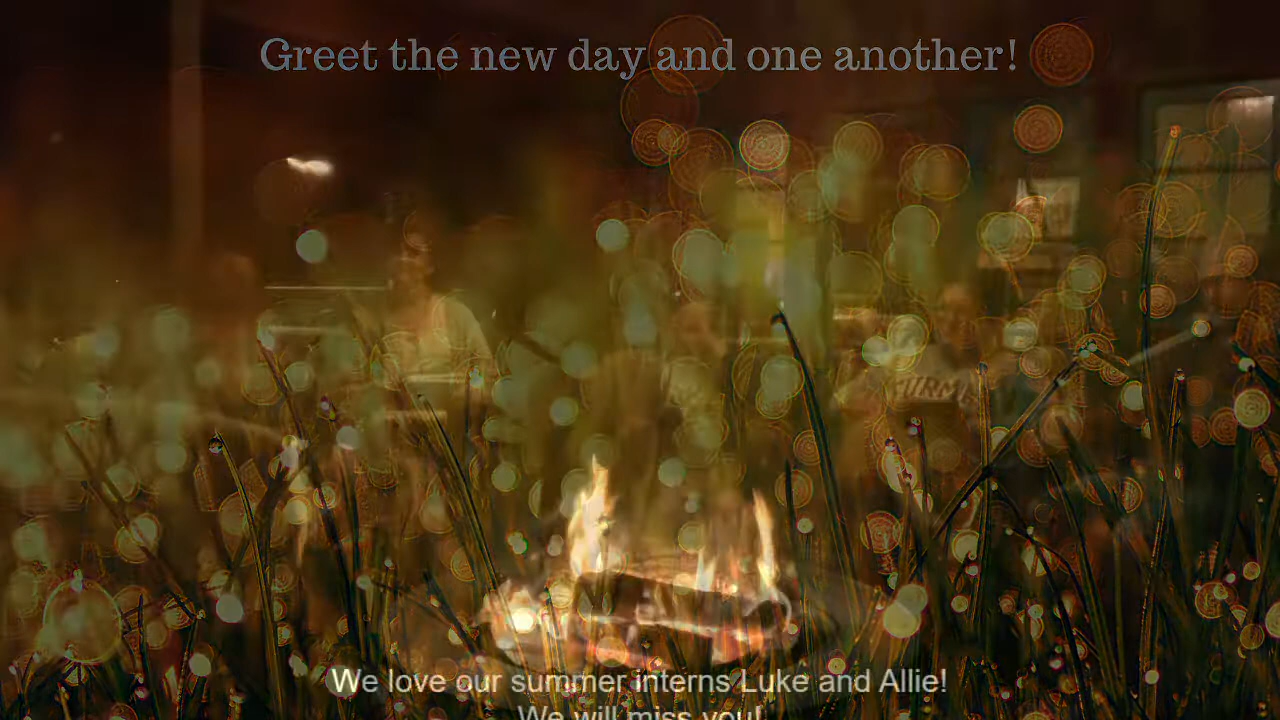 Greet the new day and one another!
We love our summer interns Luke and Allie!
We will miss you!